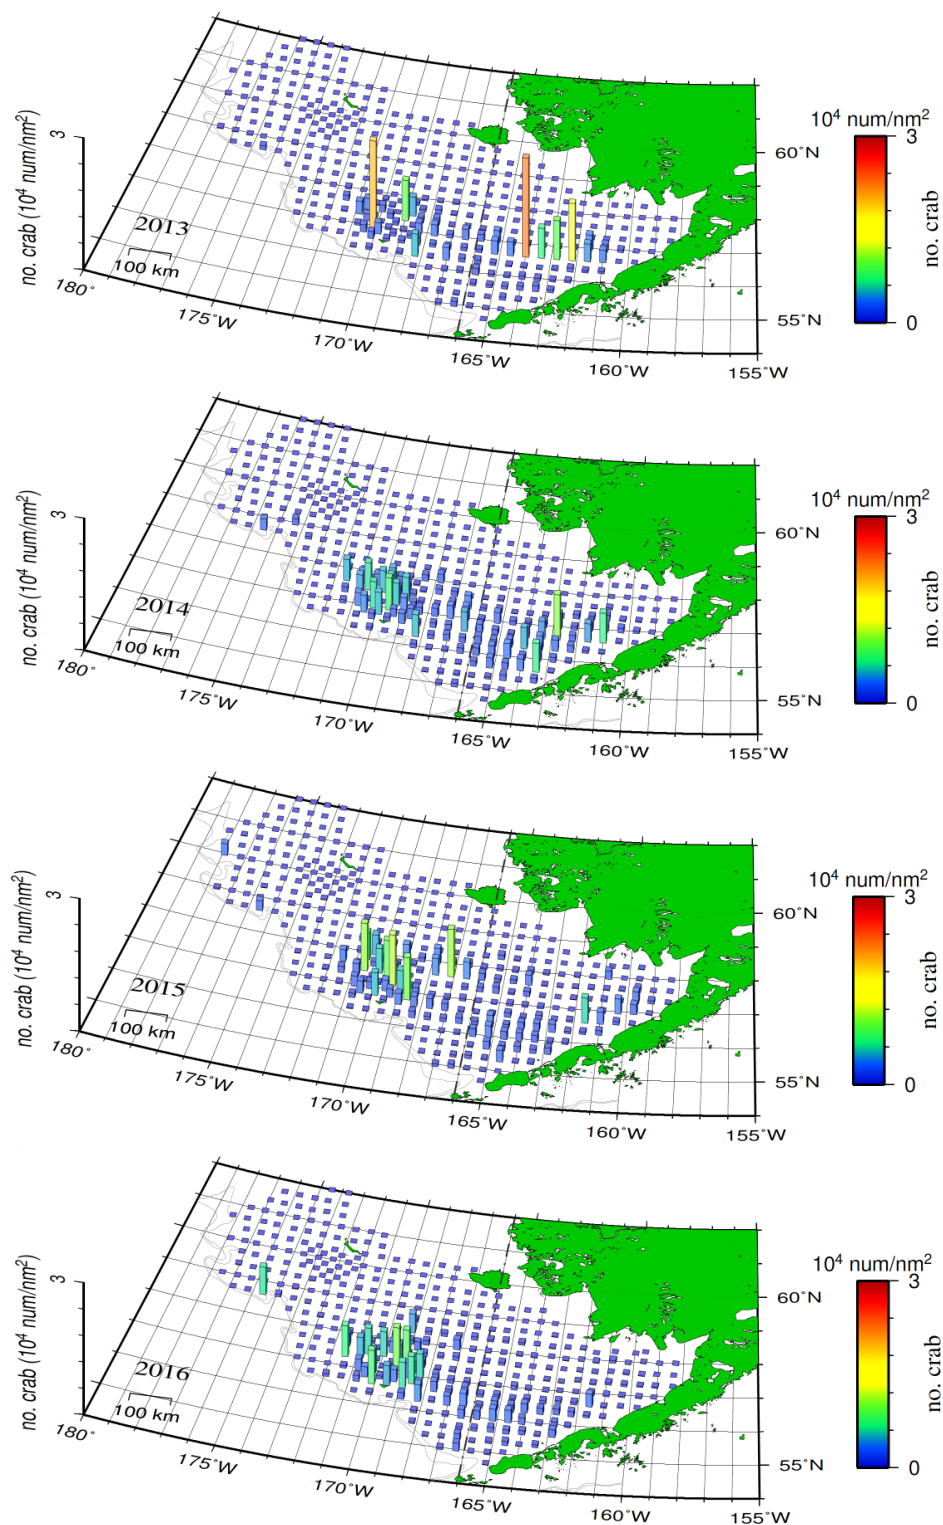 no. crab (10⁴ num/nm²)
3
2013
100 km
180°
175°W
170°W
165°W
160°W
155°W
60°N
55°N
10⁴ num/nm²
3
0
no. crab
no. crab (10⁴ num/nm²)
3
2014
100 km
180°
175°W
170°W
165°W
160°W
155°W
60°N
55°N
10⁴ num/nm²
3
0
no. crab
no. crab (10⁴ num/nm²)
3
2015
100 km
180°
175°W
170°W
165°W
160°W
155°W
60°N
55°N
10⁴ num/nm²
3
0
no. crab
no. crab (10⁴ num/nm²)
3
2016
100 km
180°
175°W
170°W
165°W
160°W
155°W
60°N
55°N
10⁴ num/nm²
3
0
no. crab